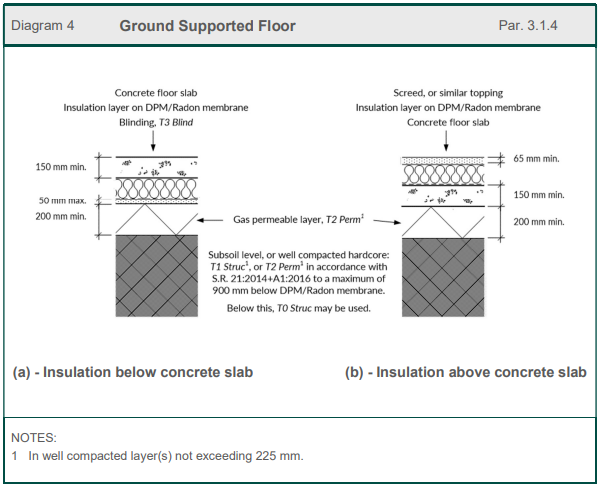 Diagram 4 Ground Supported Floor Par. 3.1.4
Concrete floor slab
Insulation layer on DPM/Radon membrane
Blinding, T3 Blind
Screed, or similar topping
Insulation layer on DPM/Radon membrane
Concrete floor slab
150 mm min.
50 mm max.
200 mm min.
65 mm min.
150 mm min.
200 mm min.
Gas permeable layer, T2 Perm¹
Subsoil level, or well compacted hardcore:
T1 Struc¹, or T2 Perm¹ in accordance with
S.R. 21:2014+A1:2016 to a maximum of
900 mm below DPM/Radon membrane.
Below this, T0 Struc may be used.
(a) - Insulation below concrete slab
(b) - Insulation above concrete slab
NOTES:
1 In well compacted layer(s) not exceeding 225 mm.